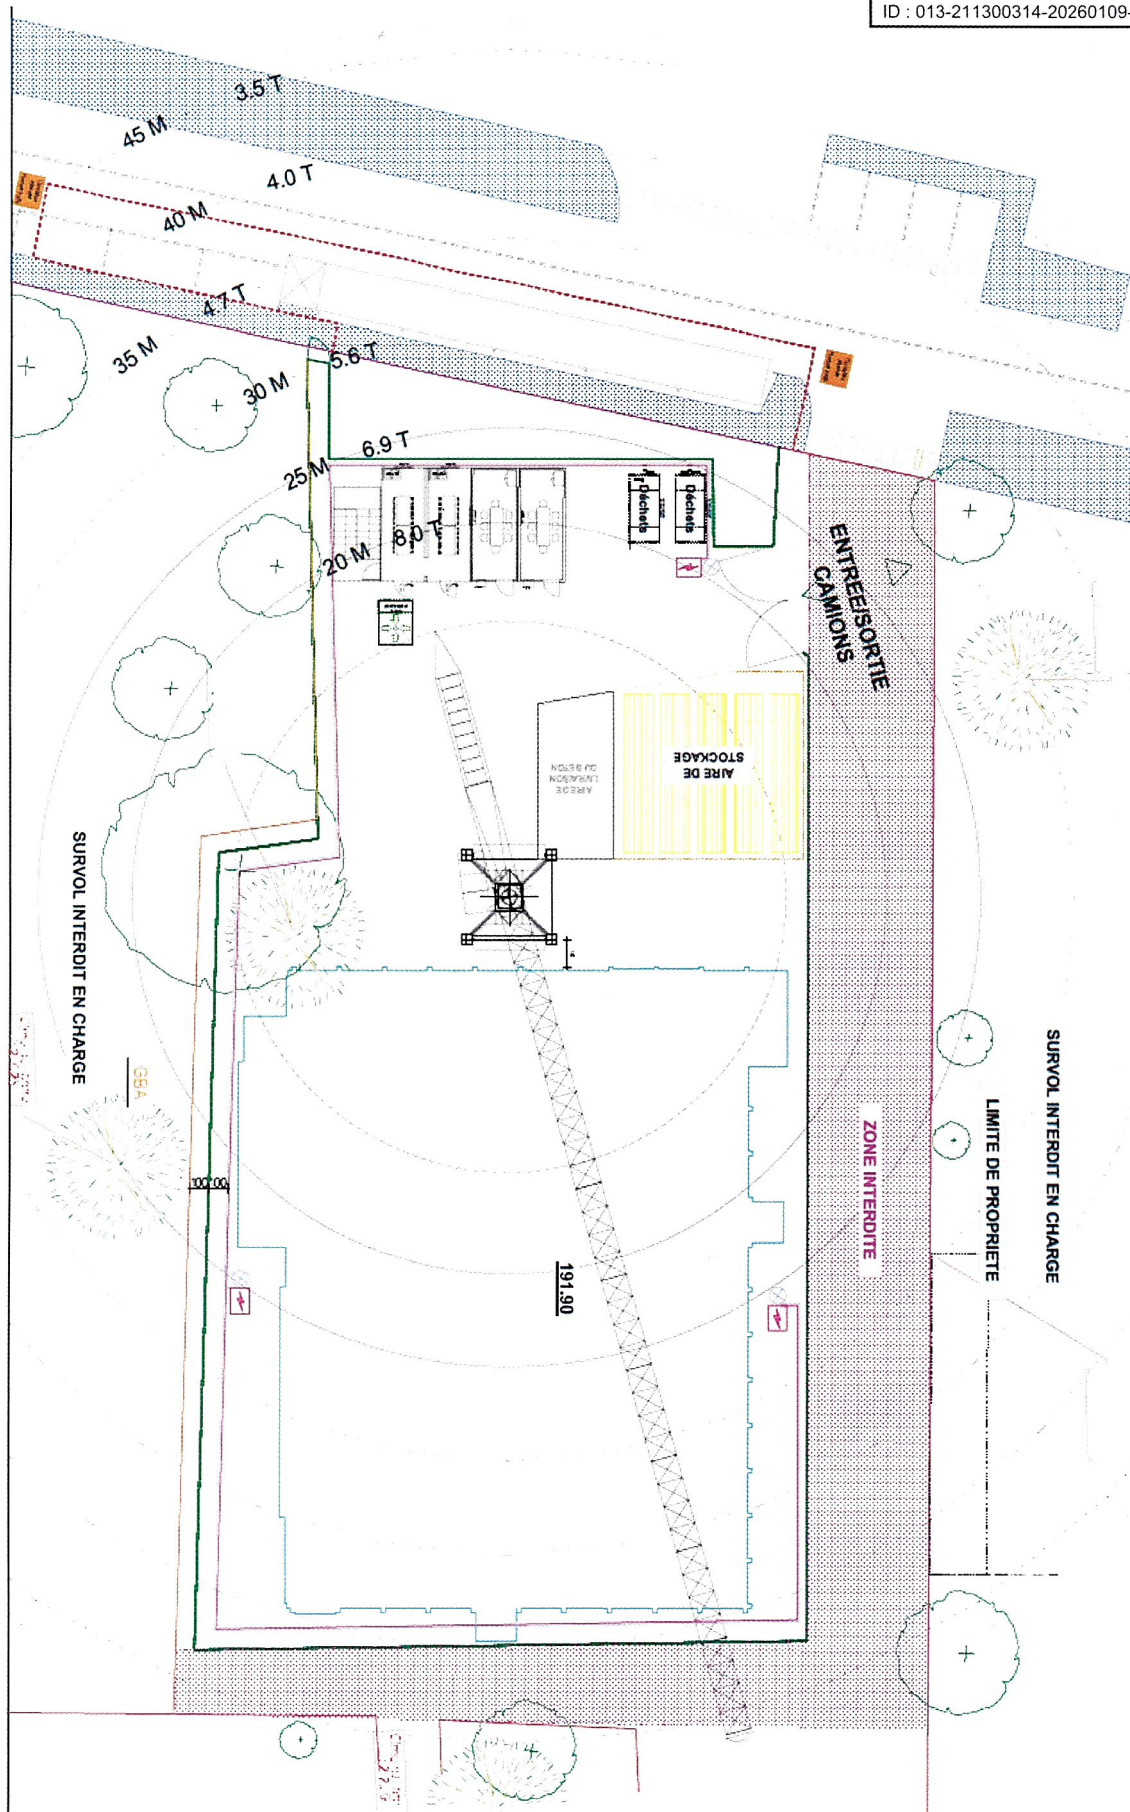 ID : 013-211300314-20260109-
3.5 T
45 M
4.0 T
40 M
4.7 T
35 M
5.6 T
30 M
6.9 T
25 M
8.0 T
20 M
Déchets
Déchets
ENTREE/SORTIE
CAMIONS
AIRE DE
STOCKAGE
AIRE DE
LIVRAISON
DU BETON
SURVOL INTERDIT EN CHARGE
GBA
100.00
191.90
ZONE INTERDITE
LIMITE DE PROPRIETE
SURVOL INTERDIT EN CHARGE